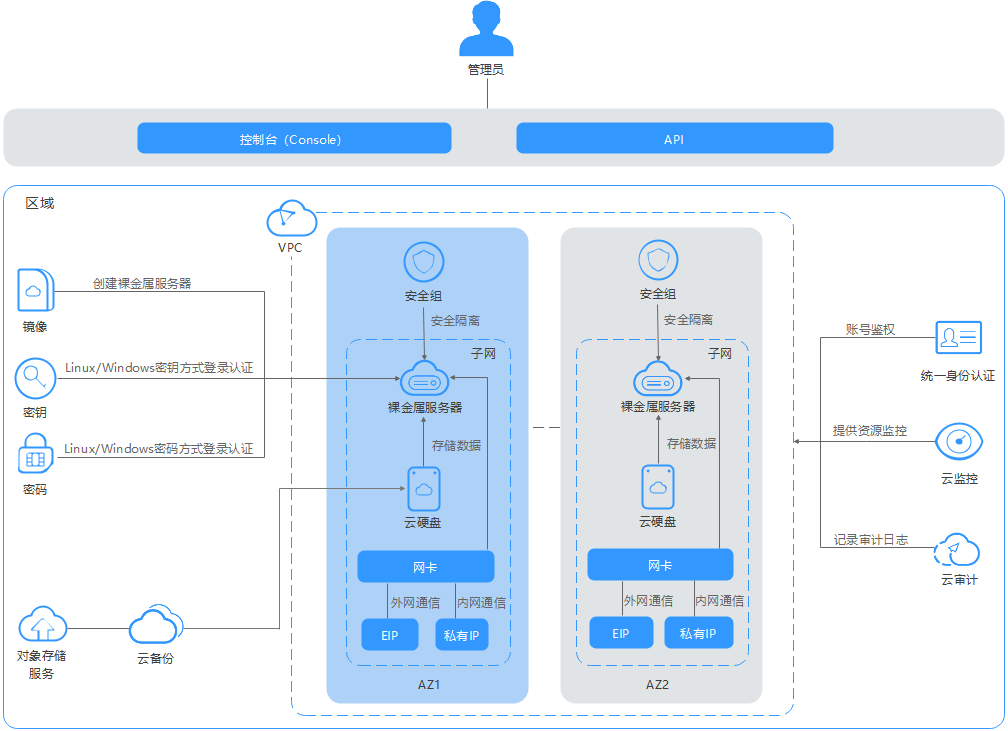 管理员
控制台（Console）
API
区域
VPC
镜像
创建裸金属服务器
密钥
Linux/Windows密钥方式登录认证
密码
Linux/Windows密码方式登录认证
对象存储
服务
云备份
安全组
安全隔离
子网
裸金属服务器
存储数据
云硬盘
网卡
外网通信
内网通信
EIP
私有IP
AZ1
安全组
安全隔离
子网
裸金属服务器
存储数据
云硬盘
网卡
外网通信
内网通信
EIP
私有IP
AZ2
账号鉴权
统一身份认证
提供资源监控
云监控
记录审计日志
云审计